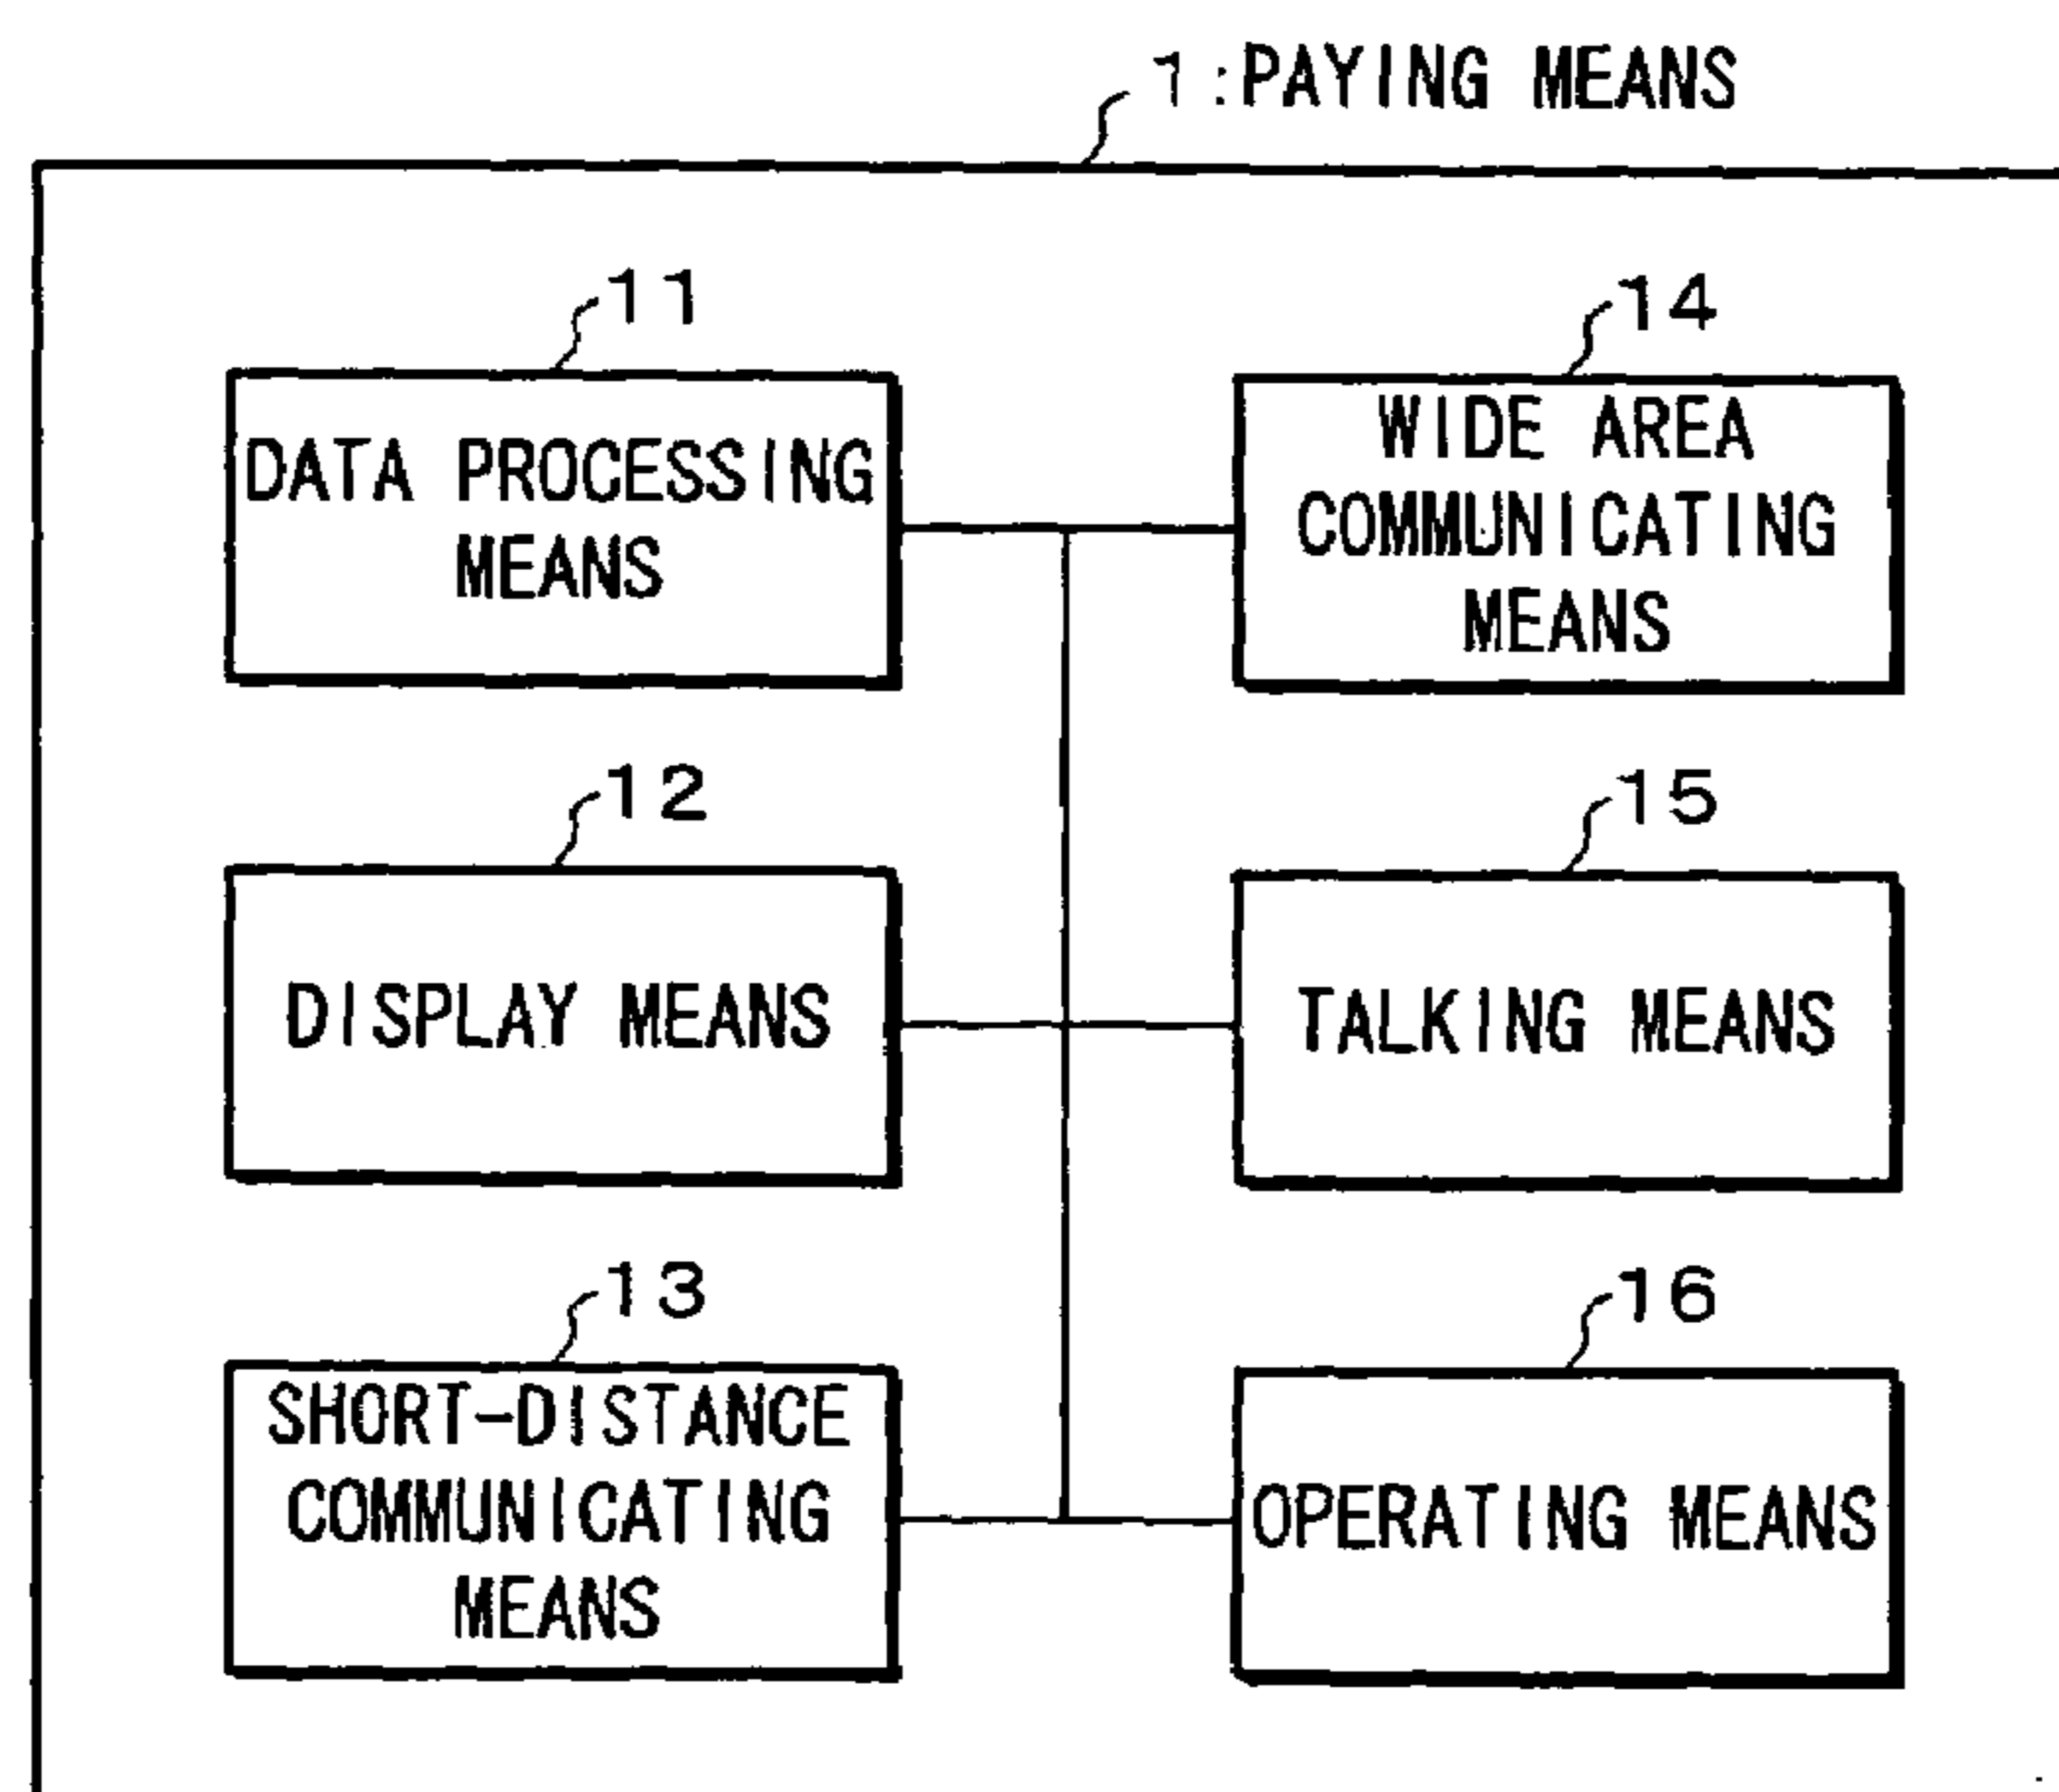 1:PAYING MEANS
11
DATA PROCESSING
MEANS
14
WIDE AREA
COMMUNICATING
MEANS
12
DISPLAY MEANS
15
TALKING MEANS
13
SHORT-DISTANCE
COMMUNICATING
MEANS
16
OPERATING MEANS